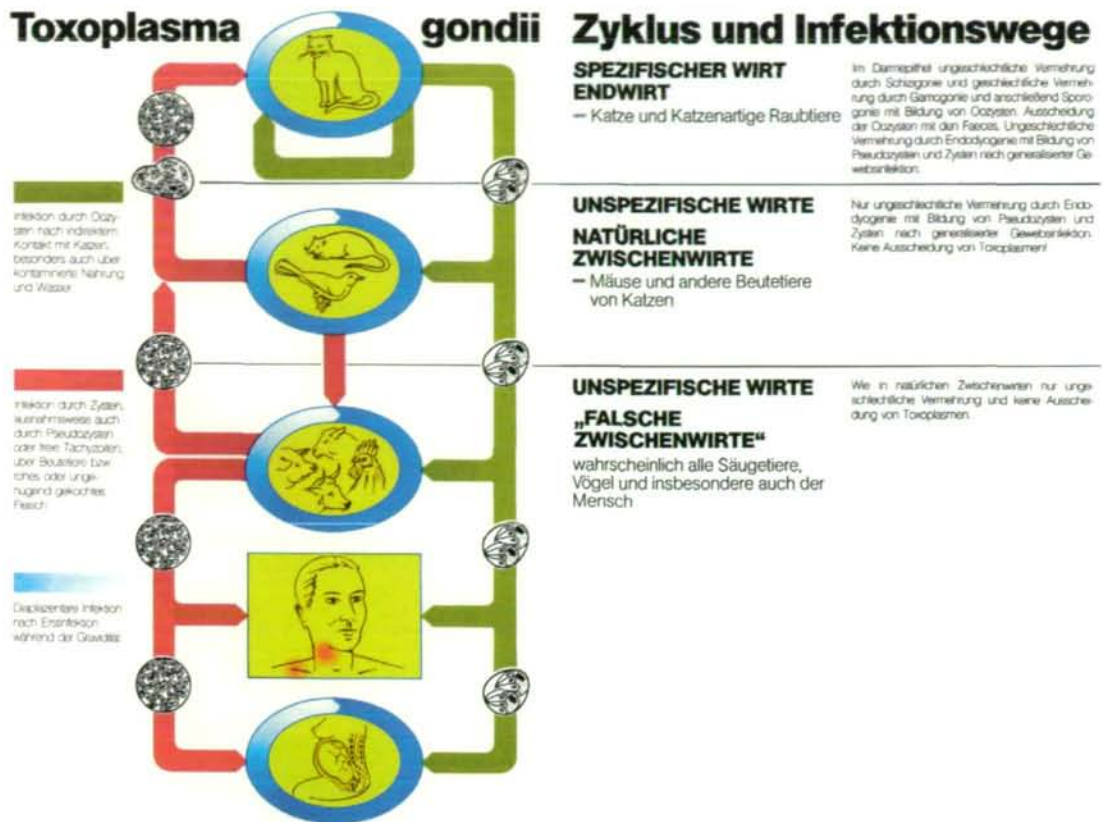 Toxoplasma gondii Zyklus und Infektionswege
SPEZIFISCHER WIRT
ENDWIRT
– Katze und Katzenartige Raubtiere
Im Darmepithel ungeschlechtliche Vermehrung
durch Schizogonie und geschlechtliche Vermeh-
rung durch Gamogonie und anschließend Sporo-
gonie mit Bildung von Oozysten. Ausscheidung
der Oozysten mit den Faeces. Ungeschlechtliche
Vermehrung durch Endodyogenie mit Bildung von
Pseudozysten und Zysten nach generalisierter Ge-
websinfektion.
UNSPEZIFISCHE WIRTE
NATÜRLICHE
ZWISCHENWIRTE
– Mäuse und andere Beutetiere
von Katzen
Nur ungeschlechtliche Vermehrung durch Endo-
dyogenie mit Bildung von Pseudozysten und
Zysten nach generalisierter Gewebsinfektion.
Keine Ausscheidung von Toxoplasmen!
UNSPEZIFISCHE WIRTE
„FALSCHE
ZWISCHENWIRTE“
wahrscheinlich alle Säugetiere,
Vögel und insbesondere auch der
Mensch
Wie in natürlichen Zwischenwirten nur unge-
schlechtliche Vermehrung und keine Ausschei-
dung von Toxoplasmen.
Infektion durch Oozy-
sten nach indirektem
Kontakt mit Katzen,
besonders auch über
kontaminierte Nahrung
und Wasser
Infektion durch Zysten,
ausnahmsweise auch
durch Pseudozysten
oder freie Tachyzoiten,
über Beutetiere bzw.
rohes oder unge-
nügend gekochtes
Fleisch
Diaplazentare Infektion
nach Erstinfektion
während der Gravidität